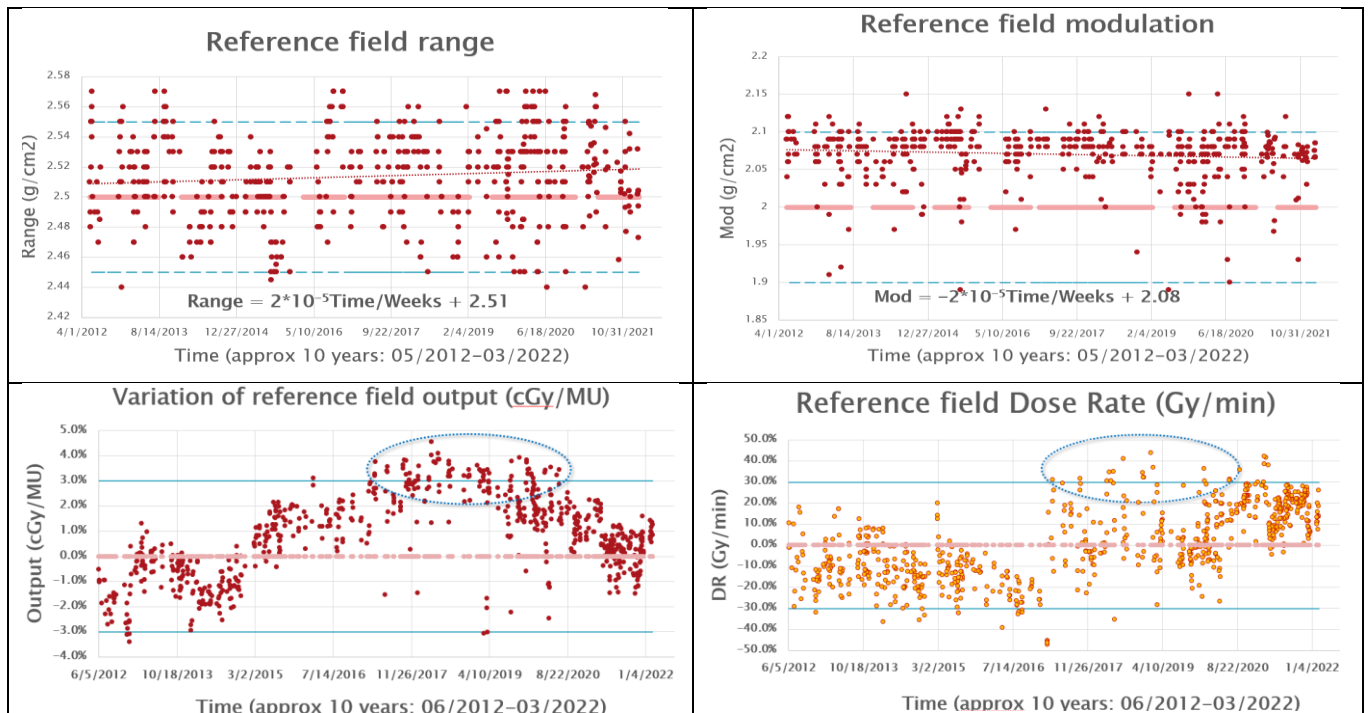 Reference field range
2.58
2.56
2.54
2.52
2.5
2.48
2.46
2.44
2.42
Range (g/cm2)
Range = 2*10⁻⁵Time/Weeks + 2.51
4/1/2012 8/14/2013 12/27/2014 5/10/2016 9/22/2017 2/4/2019 6/18/2020 10/31/2021
Time (approx 10 years: 05/2012-03/2022)
Reference field modulation
2.2
2.15
2.1
2.05
2
1.95
1.9
1.85
Mod (g/cm2)
Mod = -2*10⁻⁵Time/Weeks + 2.08
4/1/2012 8/14/2013 12/27/2014 5/10/2016 9/22/2017 2/4/2019 6/18/2020 10/31/2021
Time (approx 10 years: 05/2012-03/2022)
Variation of reference field output (cGy/MU)
5.0%
4.0%
3.0%
2.0%
1.0%
0.0%
-1.0%
-2.0%
-3.0%
-4.0%
Output (cGy/MU)
6/5/2012 10/18/2013 3/2/2015 7/14/2016 11/26/2017 4/10/2019 8/22/2020 1/4/2022
Time (approx 10 years: 06/2012-03/2022)
Reference field Dose Rate (Gy/min)
50.0%
40.0%
30.0%
20.0%
10.0%
0.0%
-10.0%
-20.0%
-30.0%
-40.0%
-50.0%
DR (Gy/min)
6/5/2012 10/18/2013 3/2/2015 7/14/2016 11/26/2017 4/10/2019 8/22/2020 1/4/2022
Time (approx 10 years: 06/2012-03/2022)